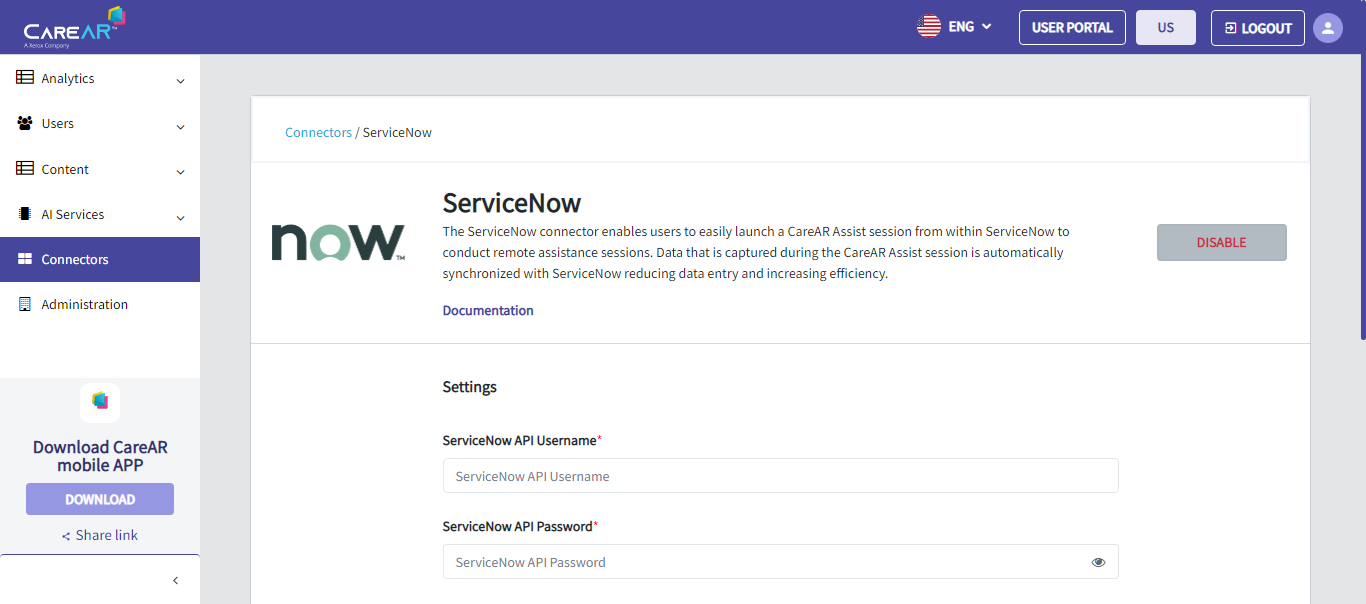 CAREAR™
A Xerox Company
ENG
USER PORTAL
US
LOGOUT
Analytics
Users
Content
AI Services
Connectors
Administration
Download CareAR
mobile APP
DOWNLOAD
Share link
Connectors / ServiceNow
now™
ServiceNow
The ServiceNow connector enables users to easily launch a CareAR Assist session from within ServiceNow to
conduct remote assistance sessions. Data that is captured during the CareAR Assist session is automatically
synchronized with ServiceNow reducing data entry and increasing efficiency.
Documentation
DISABLE
Settings
ServiceNow API Username*
ServiceNow API Username
ServiceNow API Password*
ServiceNow API Password